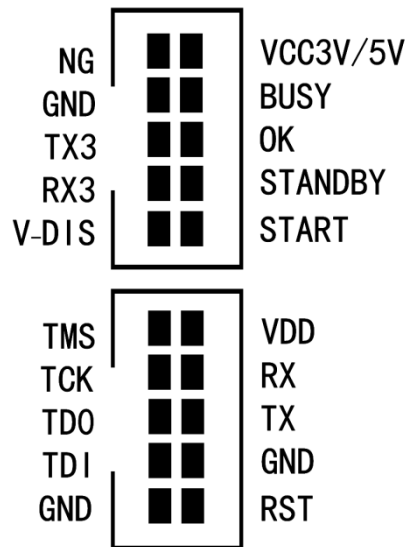 NG VCC3V/5V
GND BUSY
TX3 OK
RX3 STANDBY
V-DIS START
TMS VDD
TCK RX
TDO TX
TDI GND
GND RST